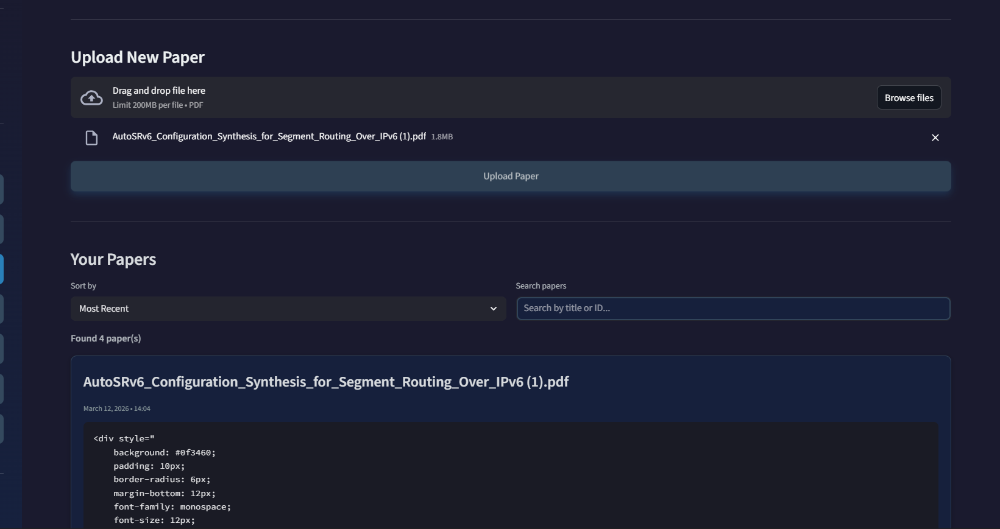 Upload New Paper
Drag and drop file here
Limit 200MB per file • PDF
Browse files
AutoSRv6_Configuration_Synthesis_for_Segment_Routing_Over_IPv6 (1).pdf 1.8MB
Upload Paper
Your Papers
Sort by
Search papers
Most Recent
Search by title or ID...
Found 4 paper(s)
AutoSRv6_Configuration_Synthesis_for_Segment_Routing_Over_IPv6 (1).pdf
March 12, 2026 • 14:04
<div style="
    background: #0f3460;
    padding: 10px;
    border-radius: 6px;
    margin-bottom: 12px;
    font-family: monospace;
    font-size: 12px;